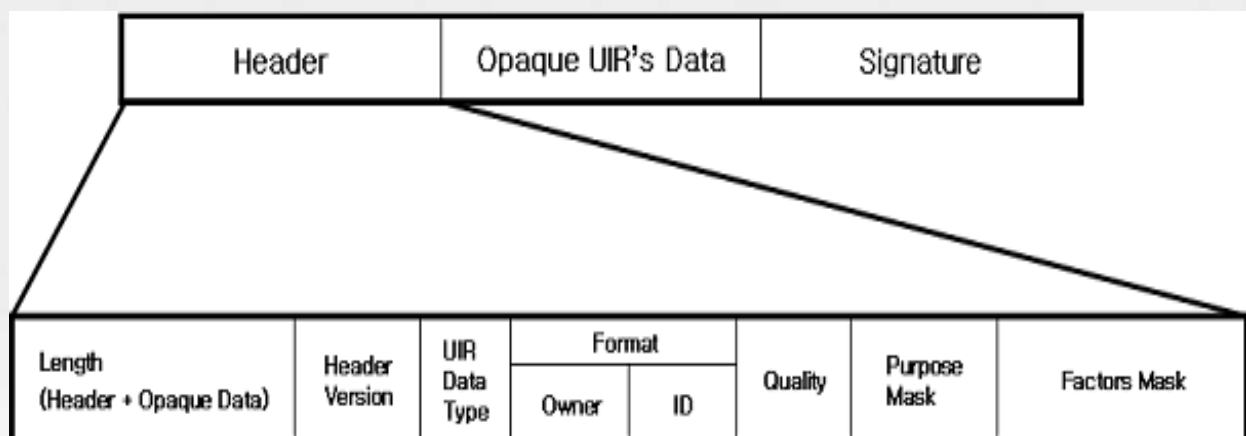 Header
Opaque UIR's Data
Signature
Length
(Header + Opaque Data)
Header
Version
UIR
Data
Type
Format
Owner
ID
Quality
Purpose
Mask
Factors Mask